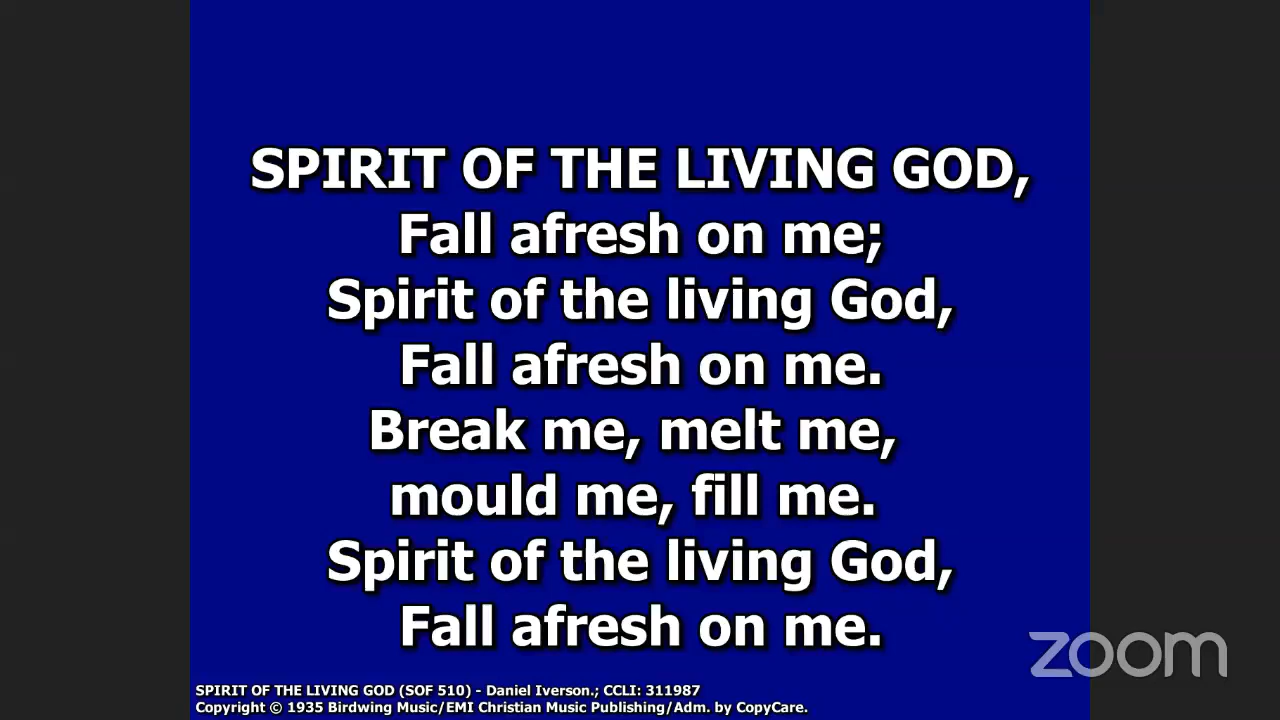 SPIRIT OF THE LIVING GOD,
Fall afresh on me;
Spirit of the living God,
Fall afresh on me.
Break me, melt me,
mould me, fill me.
Spirit of the living God,
Fall afresh on me.
zoom
SPIRIT OF THE LIVING GOD (SOF 510) - Daniel Iverson.; CCLI: 311987
Copyright © 1935 Birdwing Music/EMI Christian Music Publishing/Adm. by CopyCare.